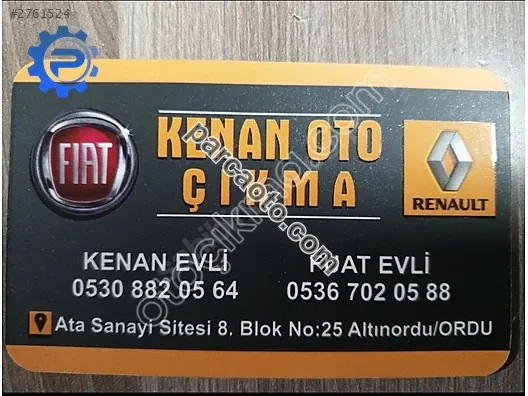 #2761524
KENAN OTO
ÇIKMA
FIAT
RENAULT
parcaoto.com
KENAN EVLİ
EVLİ
0530 882 05 64
0536 702 05 88
Ata Sanayi Sitesi 8. Blok No:25 Altınordu/ORDU